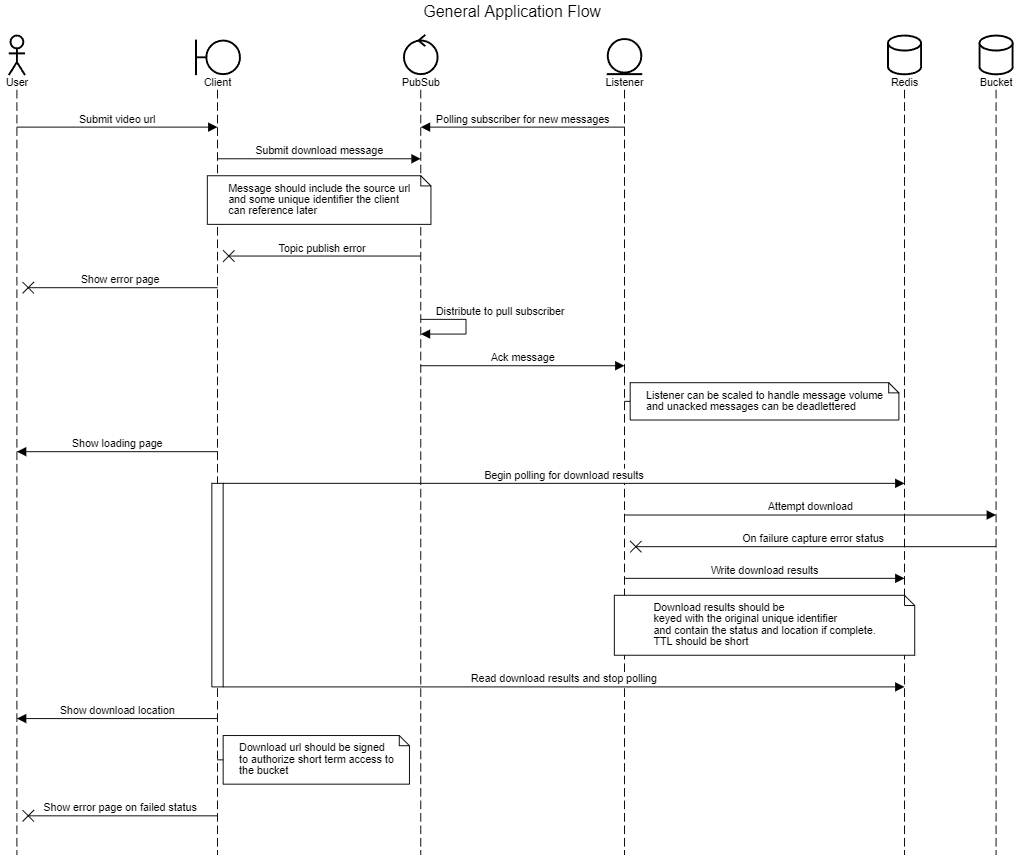 General Application Flow
User
Client
PubSub
Listener
Redis
Bucket
Submit video url
Polling subscriber for new messages
Submit download message
Message should include the source url
and some unique identifier the client
can reference later
Topic publish error
Show error page
Distribute to pull subscriber
Ack message
Listener can be scaled to handle message volume
and unacked messages can be deadlettered
Show loading page
Begin polling for download results
Attempt download
On failure capture error status
Write download results
Download results should be
keyed with the original unique identifier
and contain the status and location if complete.
TTL should be short
Read download results and stop polling
Show download location
Download url should be signed
to authorize short term access to
the bucket
Show error page on failed status